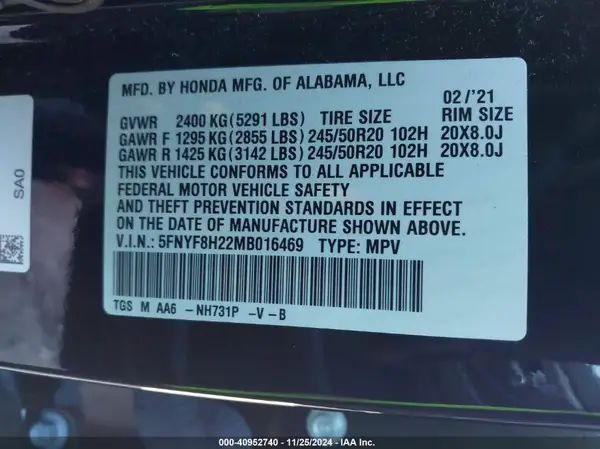 MFD. BY HONDA MFG. OF ALABAMA, LLC
02/'21
GVWR 2400 KG (5291 LBS) TIRE SIZE RIM SIZE
GAWR F 1295 KG (2855 LBS) 245/50R20 102H 20X8.0J
GAWR R 1425 KG (3142 LBS) 245/50R20 102H 20X8.0J
THIS VEHICLE CONFORMS TO ALL APPLICABLE
FEDERAL MOTOR VEHICLE SAFETY
AND THEFT PREVENTION STANDARDS IN EFFECT
ON THE DATE OF MANUFACTURE SHOWN ABOVE.
V.I.N.: 5FNYF8H22MB016469 TYPE: MPV
TGS M AA6 -NH731P -V-B
SA0
000-40952740 - 11/25/2024 - IAA Inc.